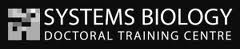 SYSTEMS BIOLOGY
DOCTORAL TRAINING CENTRE